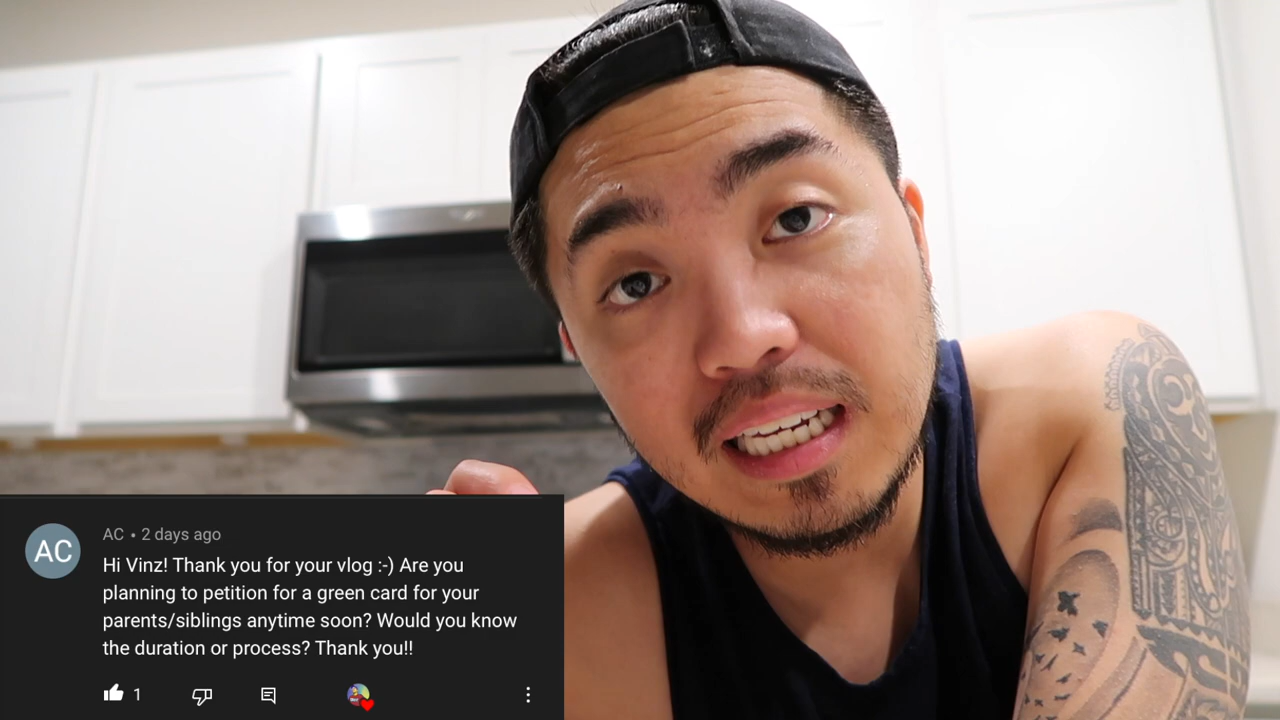 AC
AC • 2 days ago
Hi Vinz! Thank you for your vlog :-) Are you
planning to petition for a green card for your
parents/siblings anytime soon? Would you know
the duration or process? Thank you!!
1